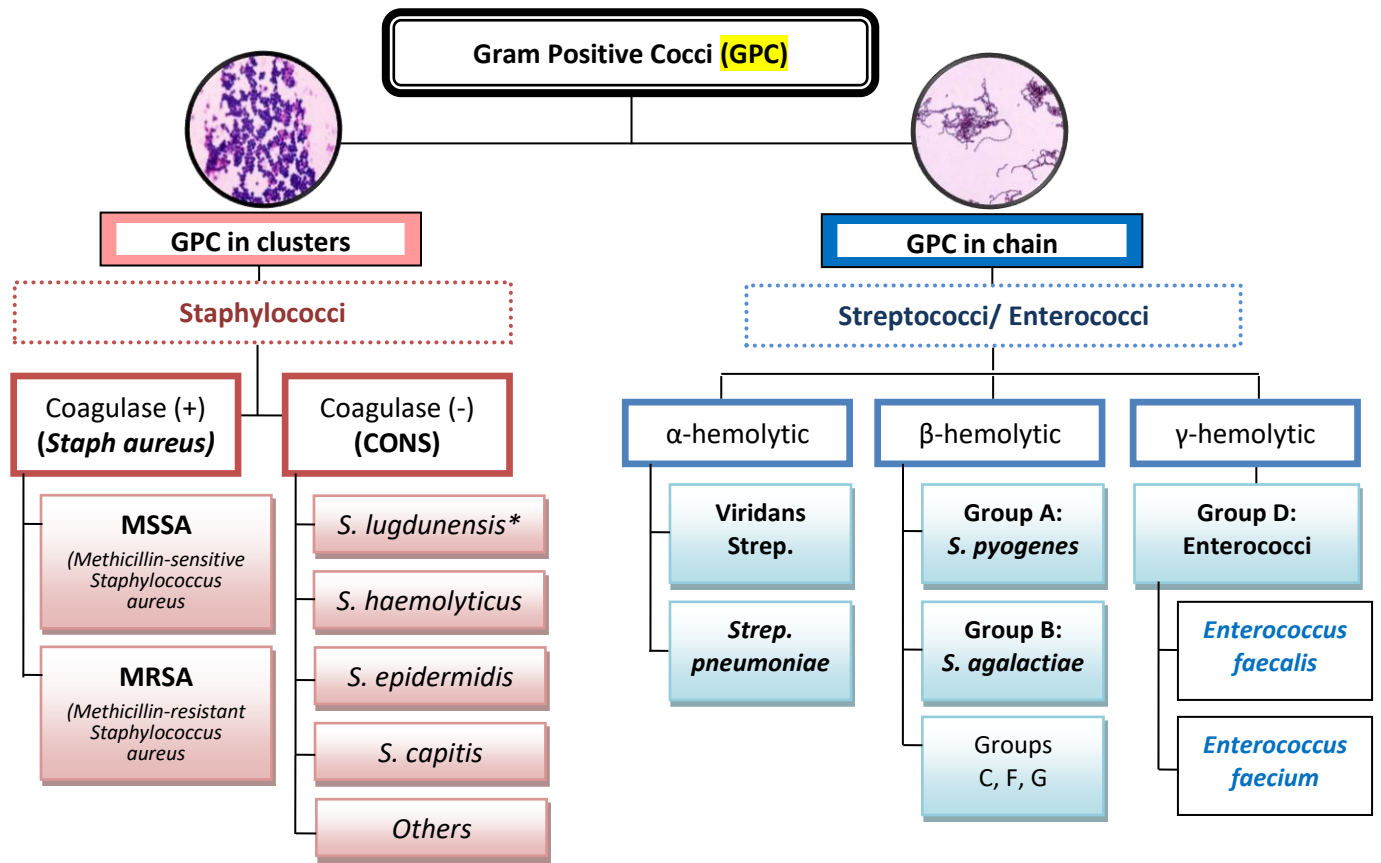 Gram Positive Cocci (GPC)
GPC in clusters
Staphylococci
Coagulase (+)
(Staph aureus)
MSSA
(Methicillin-sensitive
Staphylococcus
aureus
MRSA
(Methicillin-resistant
Staphylococcus
aureus
Coagulase (-)
(CONS)
S. lugdunensis*
S. haemolyticus
S. epidermidis
S. capitis
Others
GPC in chain
Streptococci/ Enterococci
α-hemolytic
Viridans
Strep.
Strep.
pneumoniae
β-hemolytic
Group A:
S. pyogenes
Group B:
S. agalactiae
Groups
C, F, G
γ-hemolytic
Group D:
Enterococci
Enterococcus
faecalis
Enterococcus
faecium